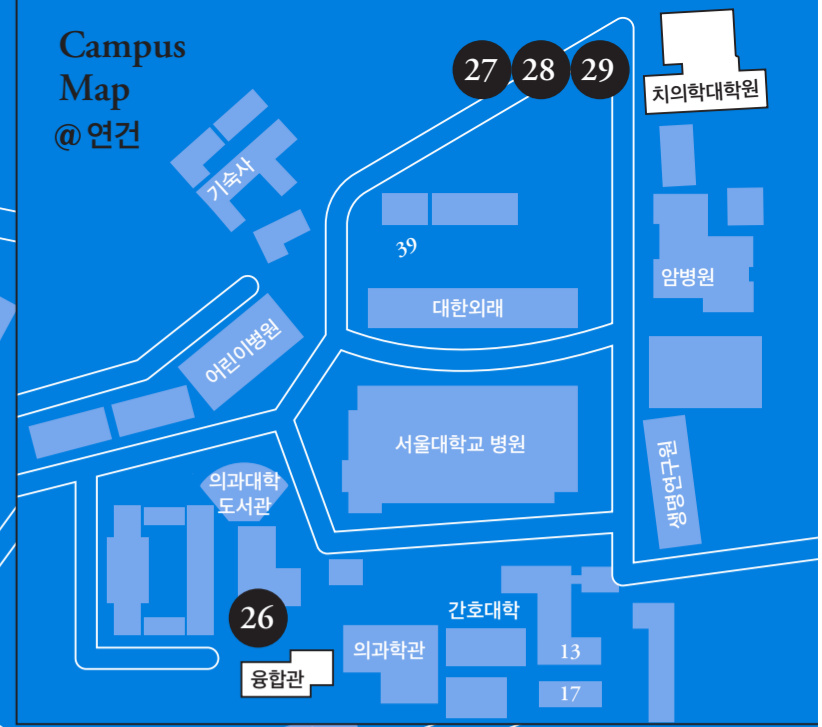 Campus
Map
@ 연건
27 28 29
치의학대학원
기숙사
39
암병원
대한외래
어린이병원
서울대학교 병원
생명연구원
의과대학
도서관
26
간호대학
의과학관
13
융합관
17